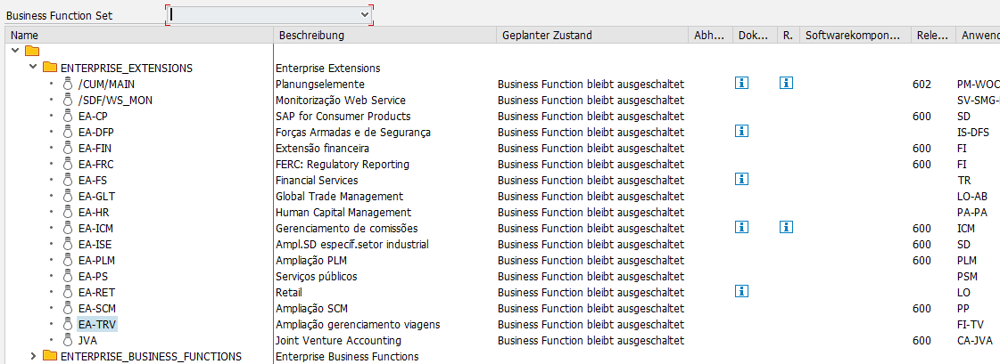 Business Function Set
Name Beschreibung Geplanter Zustand Abh... Dok... R. Softwarekompon... Rele... Anwend
ENTERPRISE_EXTENSIONS Enterprise Extensions
/CUM/MAIN Planungselemente Business Function bleibt ausgeschaltet 602 PM-WOC
/SDF/WS_MON Monitorização Web Service Business Function bleibt ausgeschaltet SV-SMG-
EA-CP SAP for Consumer Products Business Function bleibt ausgeschaltet 600 SD
EA-DFP Forças Armadas e de Segurança Business Function bleibt ausgeschaltet IS-DFS
EA-FIN Extensão financeira Business Function bleibt ausgeschaltet 600 FI
EA-FRC FERC: Regulatory Reporting Business Function bleibt ausgeschaltet 600 FI
EA-FS Financial Services Business Function bleibt ausgeschaltet TR
EA-GLT Global Trade Management Business Function bleibt ausgeschaltet LO-AB
EA-HR Human Capital Management Business Function bleibt ausgeschaltet PA-PA
EA-ICM Gerenciamento de comissões Business Function bleibt ausgeschaltet 600 ICM
EA-ISE Ampl.SD específ.setor industrial Business Function bleibt ausgeschaltet 600 SD
EA-PLM Ampliação PLM Business Function bleibt ausgeschaltet 600 PLM
EA-PS Serviços públicos Business Function bleibt ausgeschaltet PSM
EA-RET Retail Business Function bleibt ausgeschaltet LO
EA-SCM Ampliação SCM Business Function bleibt ausgeschaltet 600 PP
EA-TRV Ampliação gerenciamento viagens Business Function bleibt ausgeschaltet FI-TV
JVA Joint Venture Accounting Business Function bleibt ausgeschaltet 600 CA-JVA
ENTERPRISE_BUSINESS_FUNCTIONS Enterprise Business Functions